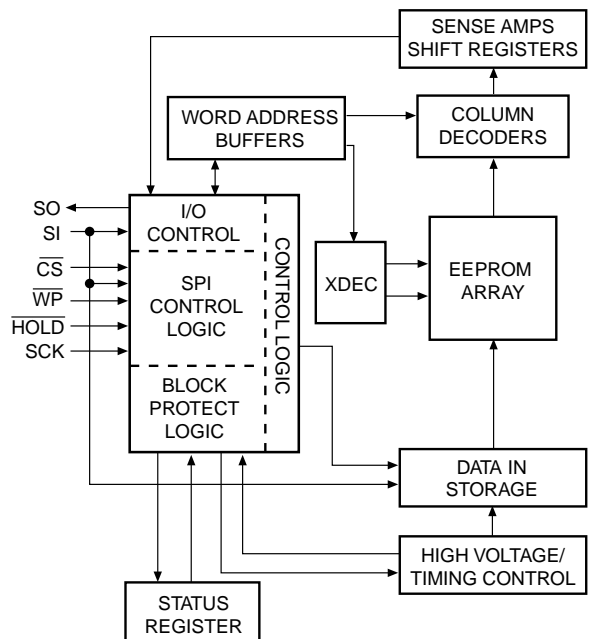 SENSE AMPS
SHIFT REGISTERS
WORD ADDRESS
BUFFERS
COLUMN
DECODERS
SO
SI
CS
WP
HOLD
SCK
I/O
CONTROL
SPI
CONTROL
LOGIC
BLOCK
PROTECT
LOGIC
CONTROL LOGIC
XDEC
EEPROM
ARRAY
DATA IN
STORAGE
HIGH VOLTAGE/
TIMING CONTROL
STATUS
REGISTER